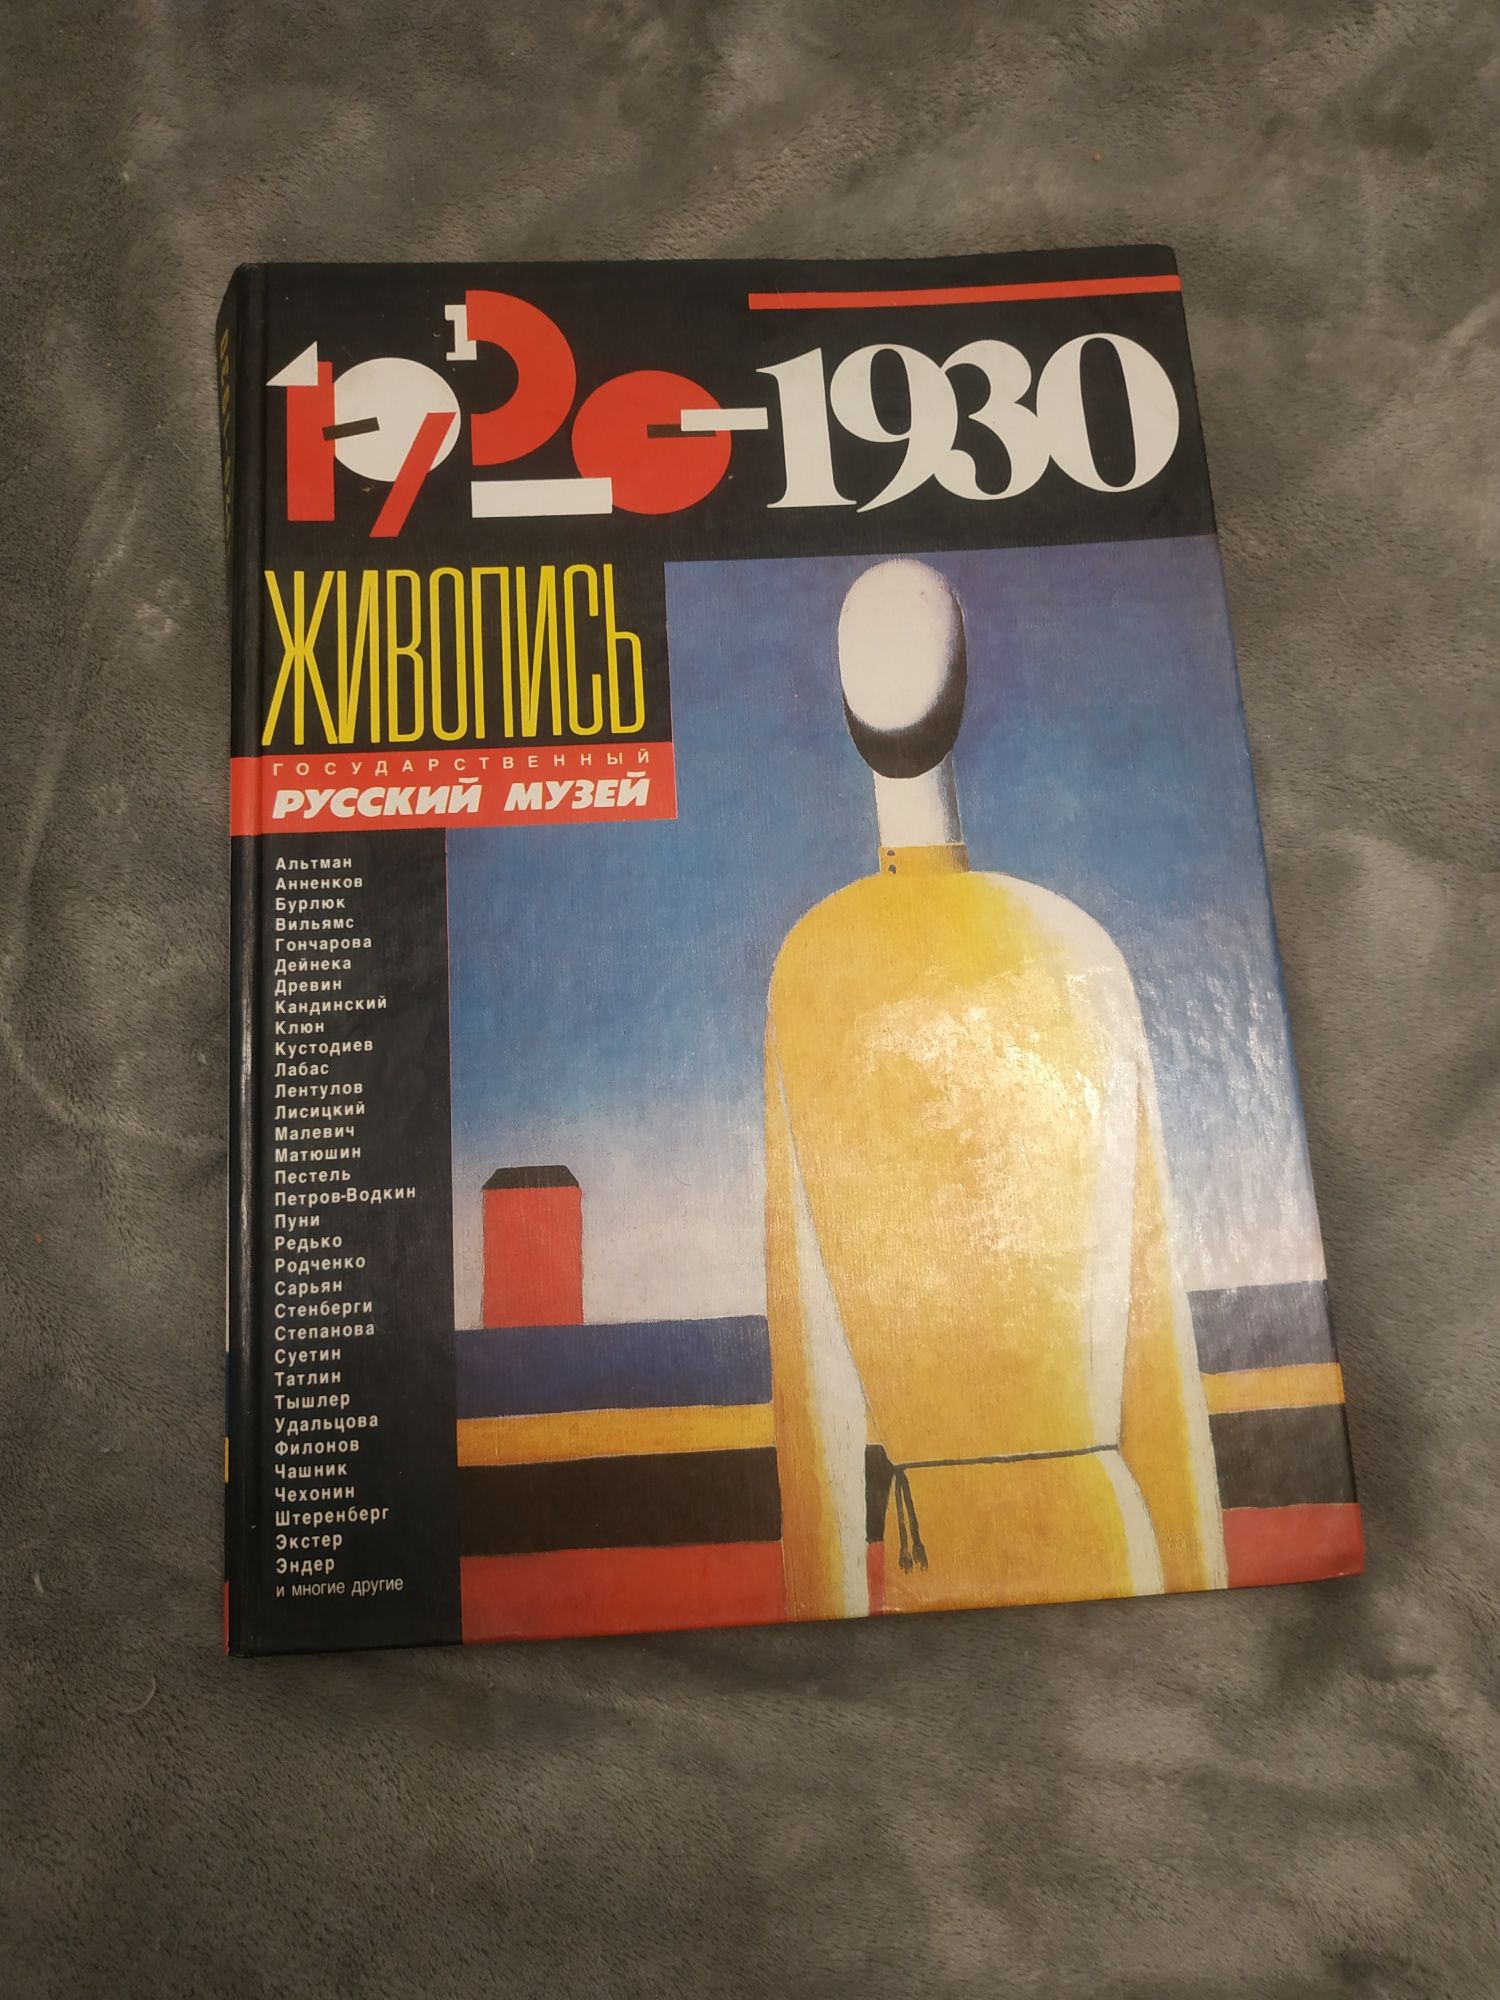 1920-1930
ЖИВОПИСЬ
ГОСУДАРСТВЕННЫЙ
РУССКИЙ МУЗЕЙ
Альтман
Анненков
Бурлюк
Вильямс
Гончарова
Дейнека
Древин
Кандинский
Клюн
Кустодиев
Лабас
Лентулов
Лисицкий
Малевич
Матюшин
Пестель
Петров-Водкин
Пуни
Редько
Родченко
Сарьян
Стенберги
Степанова
Суетин
Татлин
Тышлер
Удальцова
Филонов
Чашник
Чехонин
Штеренберг
Экстер
Эндер
и многие другие